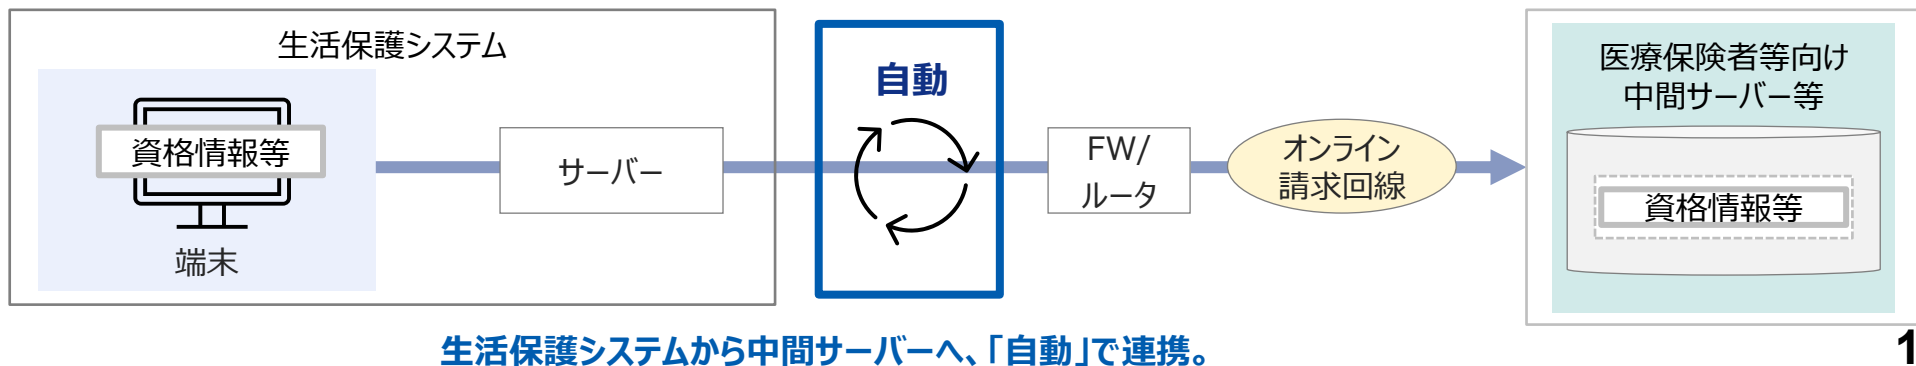 生活保護システム
資格情報等
端末
サーバー
自動
FW/
ルータ
オンライン
請求回線
医療保険者等向け
中間サーバー等
資格情報等
生活保護システムから中間サーバーへ、「自動」で連携。
1